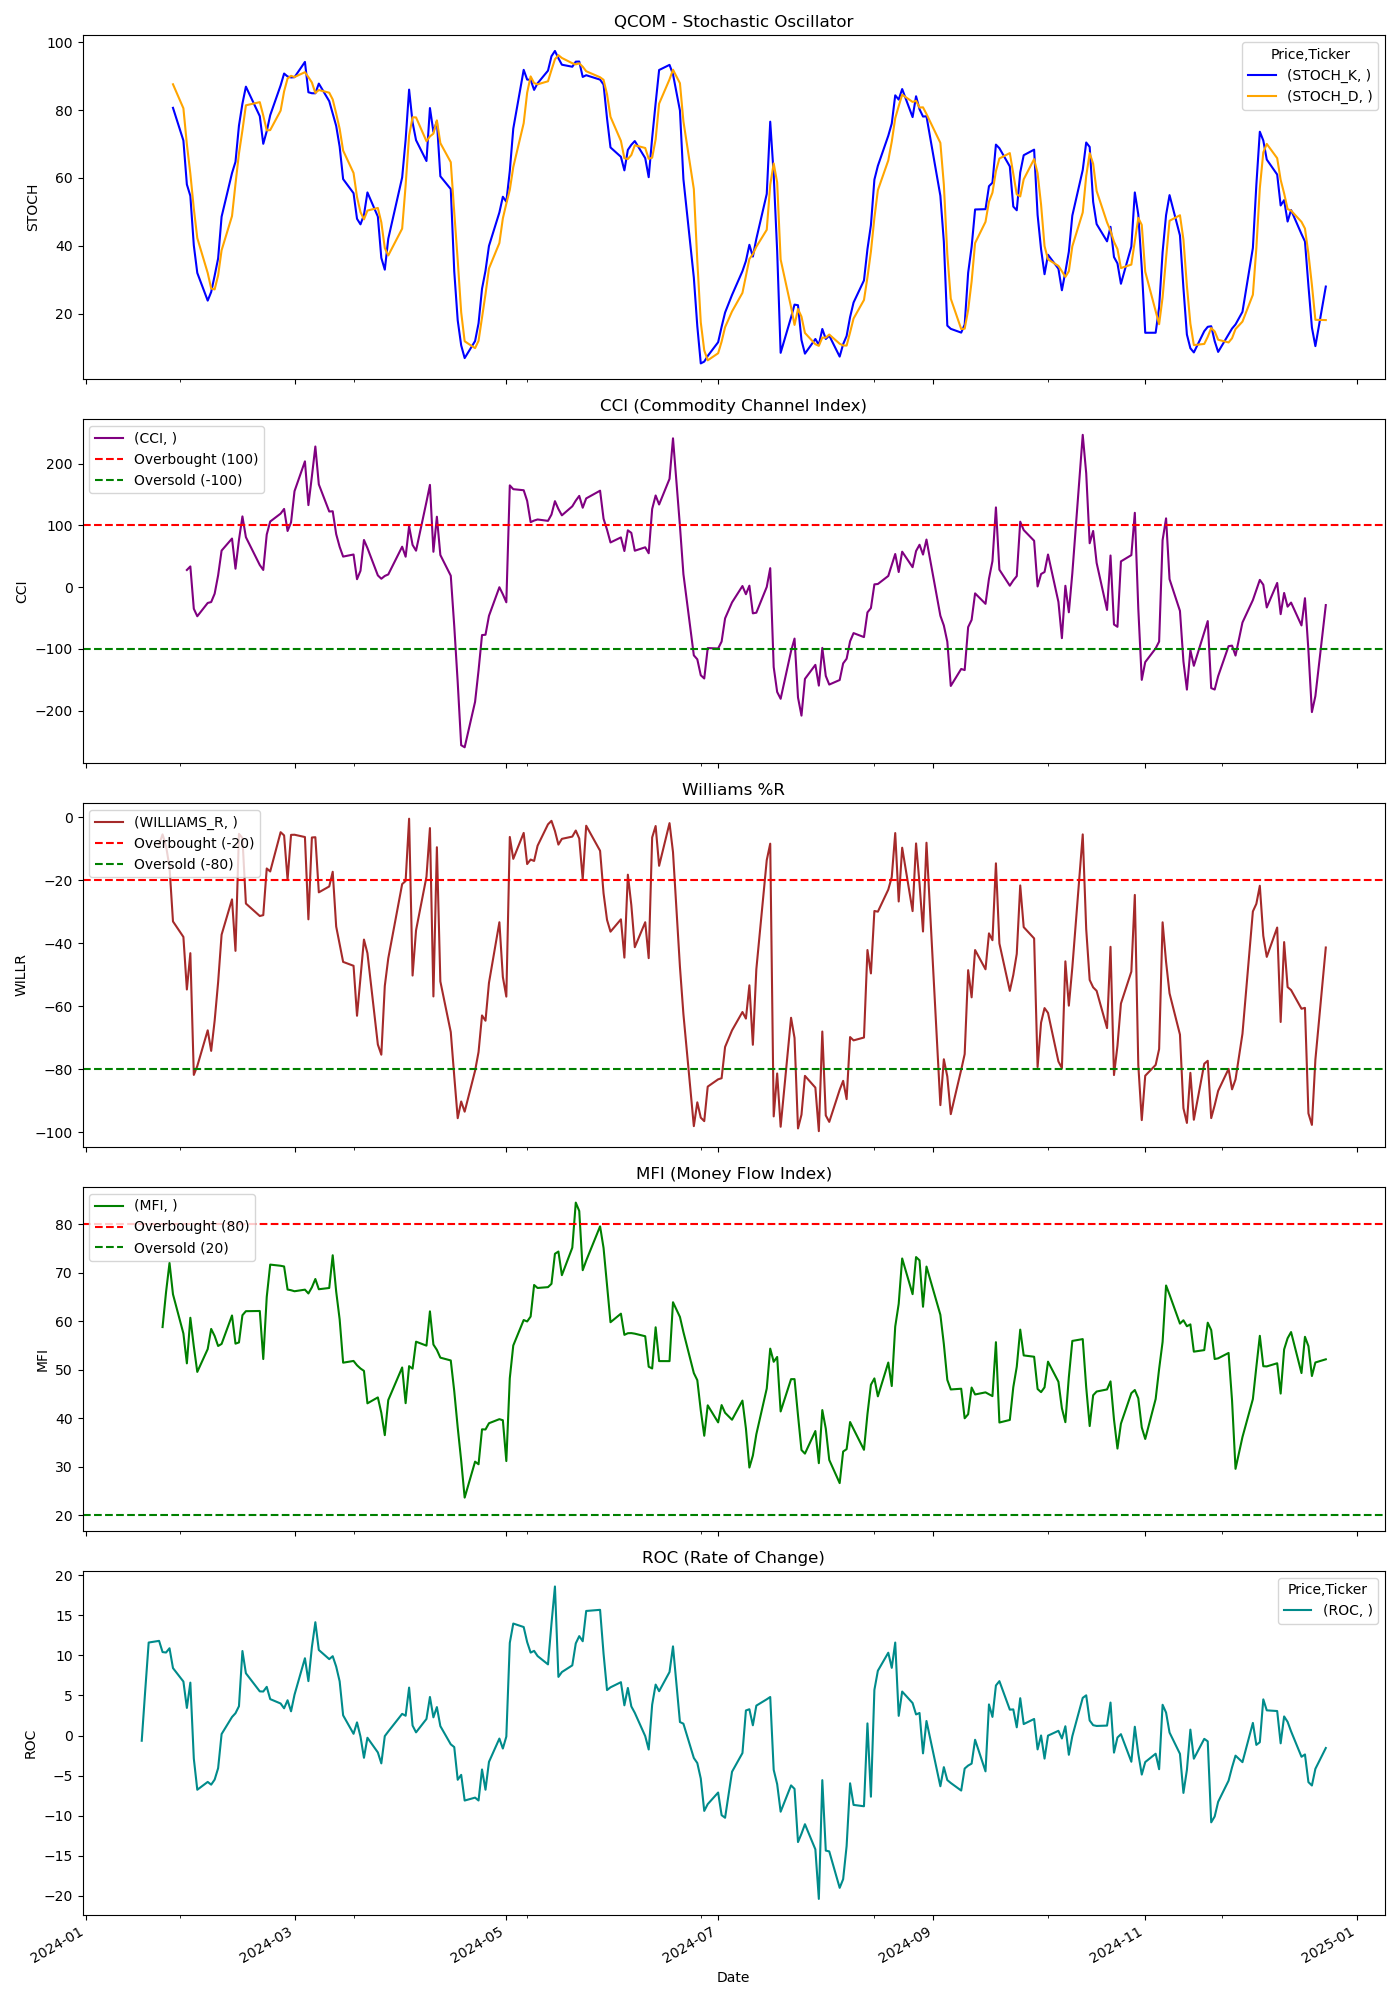 QCOM - Stochastic Oscillator
Price,Ticker
(STOCH_K, )
(STOCH_D, )
STOCH
100
80
60
40
20
CCI (Commodity Channel Index)
(CCI, )
Overbought (100)
Oversold (-100)
CCI
200
100
0
−100
−200
Williams %R
(WILLIAMS_R, )
Overbought (-20)
Oversold (-80)
WILLR
0
−20
−40
−60
−80
−100
MFI (Money Flow Index)
(MFI, )
Overbought (80)
Oversold (20)
MFI
80
70
60
50
40
30
20
ROC (Rate of Change)
Price,Ticker
(ROC, )
ROC
20
15
10
5
0
−5
−10
−15
−20
2024-01
2024-03
2024-05
2024-07
2024-09
2024-11
2025-01
Date